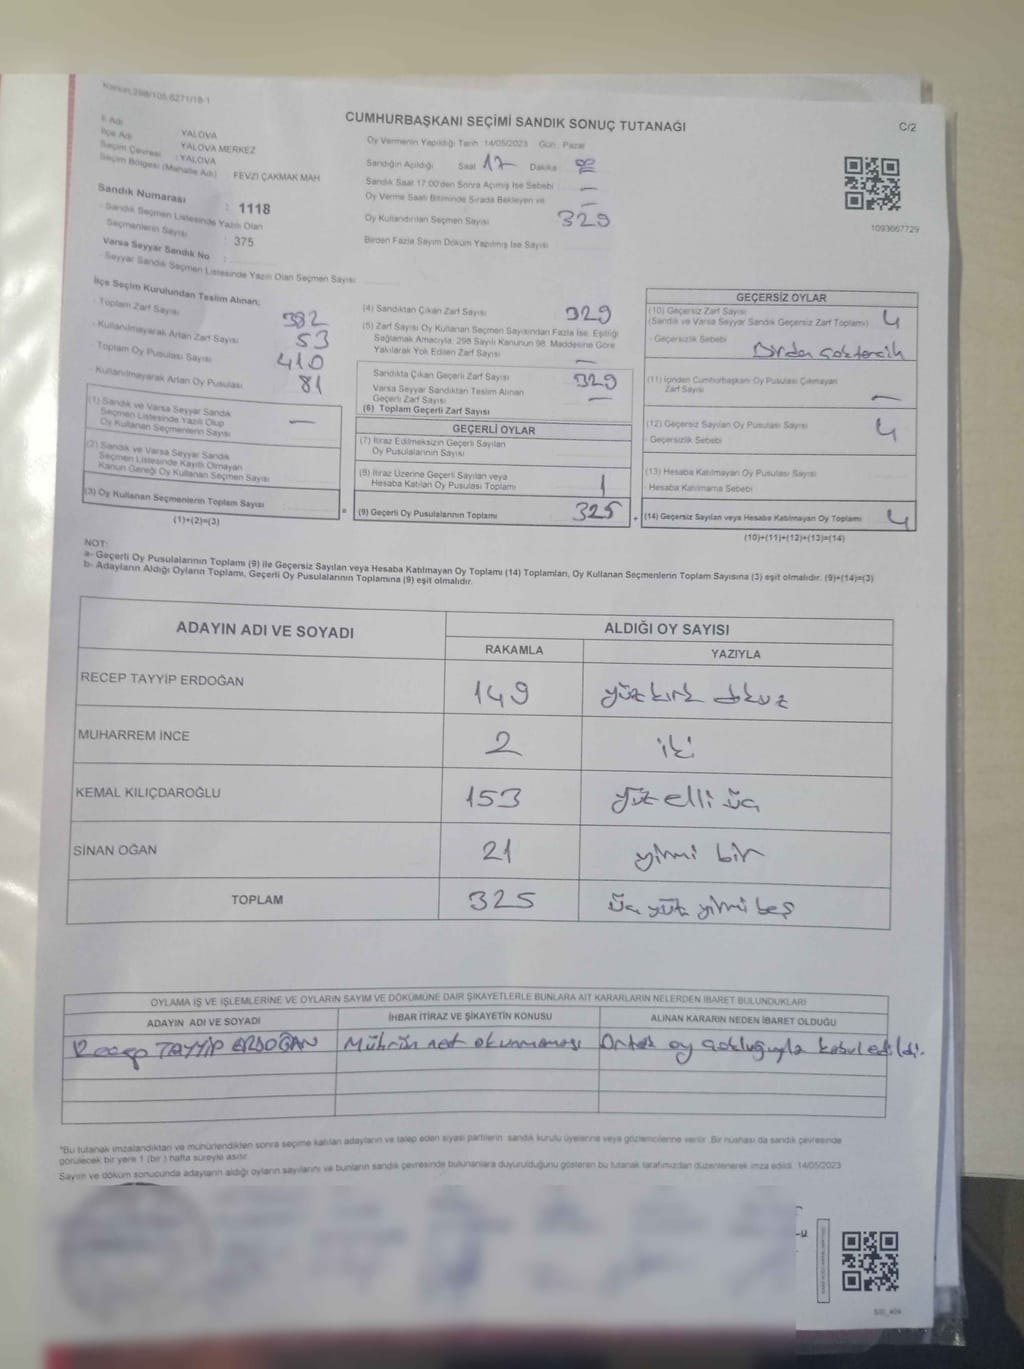 Kanun 298/105,6271/18-1
CUMHURBAŞKANI SEÇİMİ SANDIK SONUÇ TUTANAĞI
C/2
İl Adı : YALOVA
İlçe Adı : YALOVA MERKEZ
Seçim Çevresi : YALOVA
Seçim Bölgesi (Mahalle Adı) : FEVZİ ÇAKMAK MAH
Sandık Numarası : 1118
- Sandık Seçmen Listesinde Yazılı Olan
Seçmenlerin Sayısı : 375
Varsa Seyyar Sandık No :
- Seyyar Sandık Seçmen Listesinde Yazılı Olan Seçmen Sayısı
Oy Vermenin Yapıldığı Tarih 14/05/2023 Gün : Pazar
Sandığın Açıldığı Saat 17 Dakika
Sandık Saat 17:00'den Sonra Açılmış İse Sebebi —
Oy Verme Saati Bitiminde Sırada Bekleyen ve —
Oy Kullandırılan Seçmen Sayısı 329
Birden Fazla Sayım Döküm Yapılmış İse Sayısı
1093667729
İlçe Seçim Kurulundan Teslim Alınan;
- Toplam Zarf Sayısı 382
- Kullanılmayarak Artan Zarf Sayısı 53
- Toplam Oy Pusulası Sayısı 410
- Kullanılmayarak Artan Oy Pusulası 81
(1) Sandık ve Varsa Seyyar Sandık
Seçmen Listesinde Yazılı Olup
Oy Kullanan Seçmenlerin Sayısı —
(2) Sandık ve Varsa Seyyar Sandık
Seçmen Listesinde Kayıtlı Olmayan
Kanun Gereği Oy Kullanan Seçmen Sayısı
(3) Oy Kullanan Seçmenlerin Toplam Sayısı
(1)+(2)=(3)
=
(4) Sandıktan Çıkan Zarf Sayısı 329
(5) Zarf Sayısı Oy Kullanan Seçmen Sayısından Fazla İse, Eşitliği
Sağlamak Amacıyla, 298 Sayılı Kanunun 98. Maddesine Göre
Yakılarak Yok Edilen Zarf Sayısı —
Sandıkta Çıkan Geçerli Zarf Sayısı 329
Varsa Seyyar Sandıktan Teslim Alınan
Geçerli Zarf Sayısı —
(6) Toplam Geçerli Zarf Sayısı
GEÇERLİ OYLAR
(7) İtiraz Edilmeksizin Geçerli Sayılan
Oy Pusulalarının Sayısı
(8) İtiraz Üzerine Geçerli Sayılan veya
Hesaba Katılan Oy Pusulası Toplamı 1
(9) Geçerli Oy Pusulalarının Toplamı 325
+
GEÇERSİZ OYLAR
(10) Geçersiz Zarf Sayısı
(Sandık ve Varsa Seyyar Sandık Geçersiz Zarf Toplamı) 4
- Geçersizlik Sebebi Birden çok tercih
(11) İçinden Cumhurbaşkanı Oy Pusulası Çıkmayan
Zarf Sayısı —
(12) Geçersiz Sayılan Oy Pusulası Sayısı 4
- Geçersizlik Sebebi
(13) Hesaba Katılmayan Oy Pusulası Sayısı
- Hesaba Katılmama Sebebi
(14) Geçersiz Sayılan veya Hesaba Katılmayan Oy Toplamı 4
(10)+(11)+(12)+(13)=(14)
NOT:
a- Geçerli Oy Pusulalarının Toplamı (9) ile Geçersiz Sayılan veya Hesaba Katılmayan Oy Toplamı (14) Toplamları, Oy Kullanan Seçmenlerin Toplam Sayısına (3) eşit olmalıdır. (9)+(14)=(3)
b- Adayların Aldığı Oyların Toplamı, Geçerli Oy Pusulalarının Toplamına (9) eşit olmalıdır.
ADAYIN ADI VE SOYADI
ALDIĞI OY SAYISI
RAKAMLA YAZIYLA
RECEP TAYYİP ERDOĞAN 149 yüz kırk dokuz
MUHARREM İNCE 2 iki
KEMAL KILIÇDAROĞLU 153 yüz elli üç
SİNAN OĞAN 21 yirmi bir
TOPLAM 325 üç yüz yirmi beş
OYLAMA İŞ VE İŞLEMLERİNE VE OYLARIN SAYIM VE DÖKÜMÜNE DAİR ŞİKAYETLERLE BUNLARA AİT KARARLARIN NELERDEN İBARET BULUNDUKLARI
ADAYIN ADI VE SOYADI İHBAR İTİRAZ VE ŞİKAYETİN KONUSU ALINAN KARARIN NEDEN İBARET OLDUĞU
Recep TAYYİP ERDOĞAN Mührün net okunmaması Ortak oy çokluğuyla kabul edildi.
"Bu tutanak imzalandıktan ve mühürlendikten sonra seçime katılan adayların ve talep eden siyasi partilerin sandık kurulu üyelerine veya gözlemcilerine verilir. Bir nüshası da sandık çevresinde
görülecek bir yere 1 (bir ) hafta süreyle asılır.
Sayım ve döküm sonucunda adayların aldığı oyların sayılarını ve bunların sandık çevresinde bulunanlara duyurulduğunu gösteren bu tutanak tarafımızdan düzenlenerek imza edildi. 14/05/2023